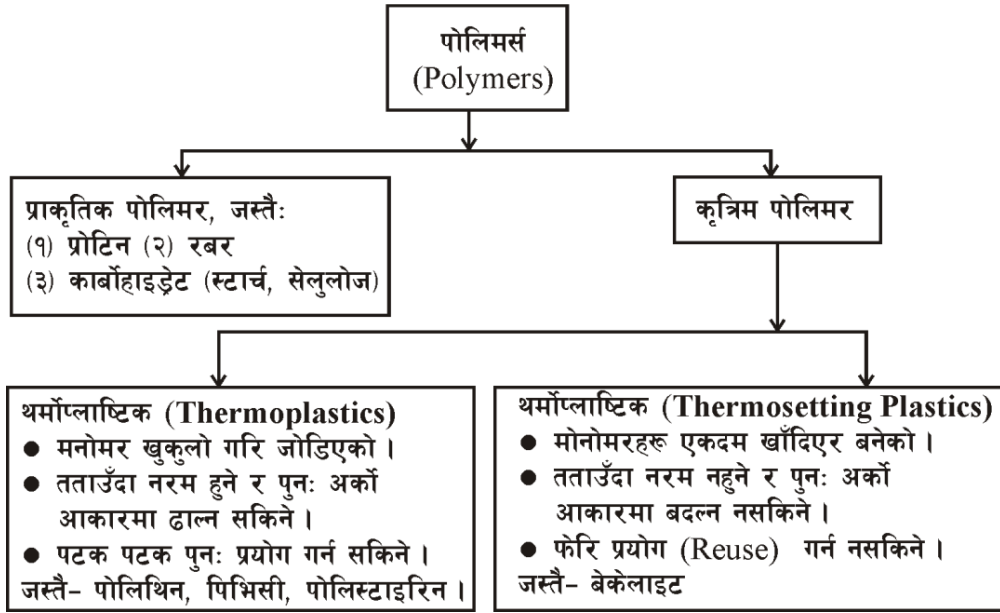 पोलिमर्स
(Polymers)
प्राकृतिक पोलिमर, जस्तैः
(१) प्रोटिन (२) रबर
(३) कार्बोहाइड्रेट (स्टार्च, सेलुलोज)
कृत्रिम पोलिमर
थर्मोप्लाष्टिक (Thermoplastics)
● मनोमर खुकुलो गरि जोडिएको ।
● तताउँदा नरम हुने र पुनः अर्को
आकारमा ढाल्न सकिने ।
● पटक पटक पुनः प्रयोग गर्न सकिने ।
जस्तै– पोलिथिन, पिभिसी, पोलिस्टाइरिन ।
थर्मोप्लाष्टिक (Thermosetting Plastics)
● मोनोमरहरू एकदम खाँदिएर बनेको ।
● तताउँदा नरम नहुने र पुनः अर्को
आकारमा बदल्न नसकिने ।
● फेरि प्रयोग (Reuse) गर्न नसकिने ।
जस्तै– बेकेलाइट